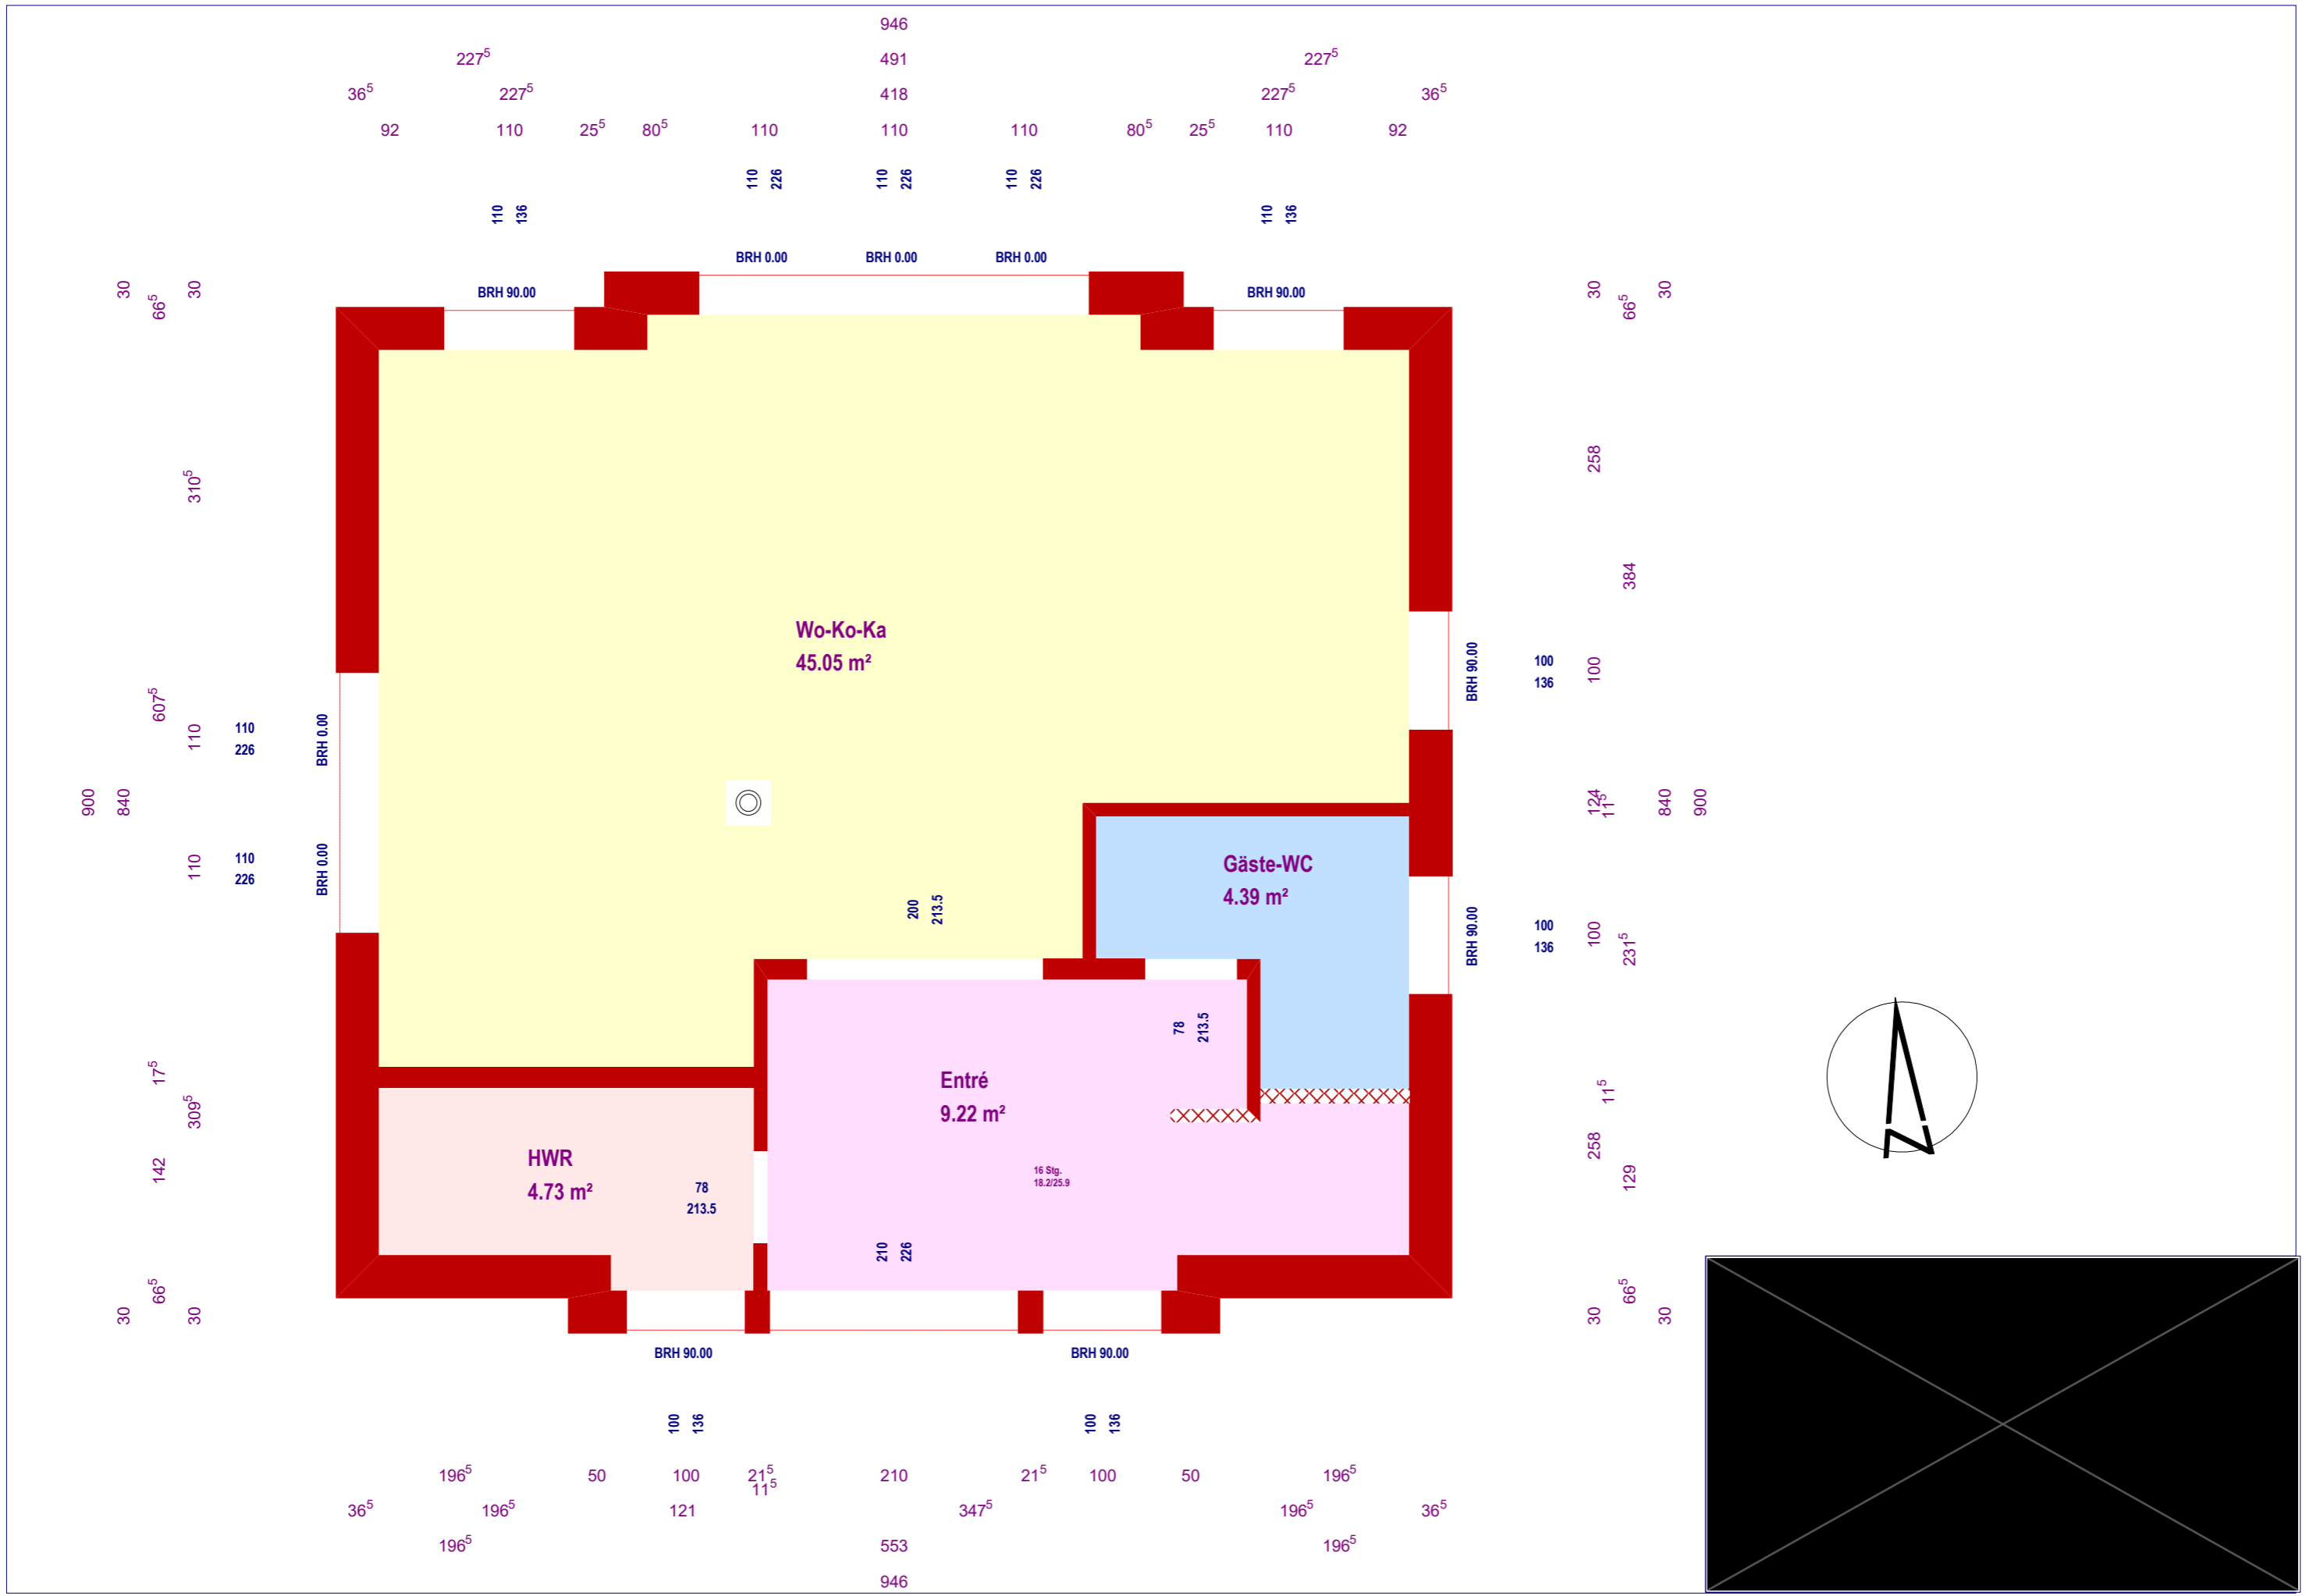 946
227⁵ 491 227⁵
36⁵ 227⁵ 418 227⁵ 36⁵
92 110 25⁵ 80⁵ 110 110 110 80⁵ 25⁵ 110 92
110 226 110 226 110 226
110 136 110 136
BRH 0.00 BRH 0.00 BRH 0.00
BRH 90.00 BRH 90.00
30 66⁵ 30
30 66⁵ 30
258
310⁵
384
Wo-Ko-Ka
45.05 m²
BRH 90.00
100
136
100
607⁵
110
110
226
BRH 0.00
900 840
124
11⁵
840 900
110
110
226
BRH 0.00
Gäste-WC
4.39 m²
200
213.5
BRH 90.00
100
136
100
231⁵
78
213.5
17⁵
309⁵
142
Entré
9.22 m²
11⁵
258
129
HWR
4.73 m²
78
213.5
16 Stg.
18.2/25.9
210
226
30 66⁵ 30
30 66⁵ 30
BRH 90.00 BRH 90.00
100 136 100 136
196⁵ 50 100 21⁵ 210 21⁵ 100 50 196⁵
11⁵
36⁵ 196⁵ 121 347⁵ 196⁵ 36⁵
196⁵ 553 196⁵
946